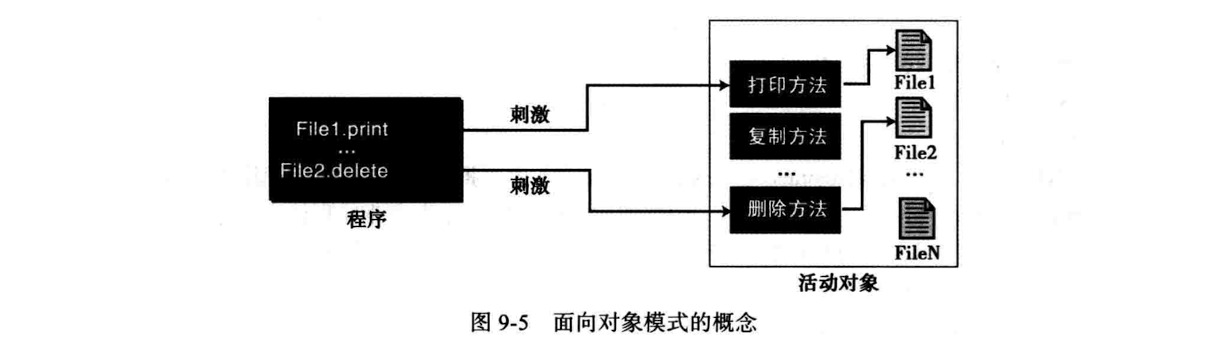 File1.print
...
File2.delete
程序
刺激
刺激
打印方法
复制方法
...
删除方法
File1
File2
...
FileN
活动对象
图 9-5 面向对象模式的概念